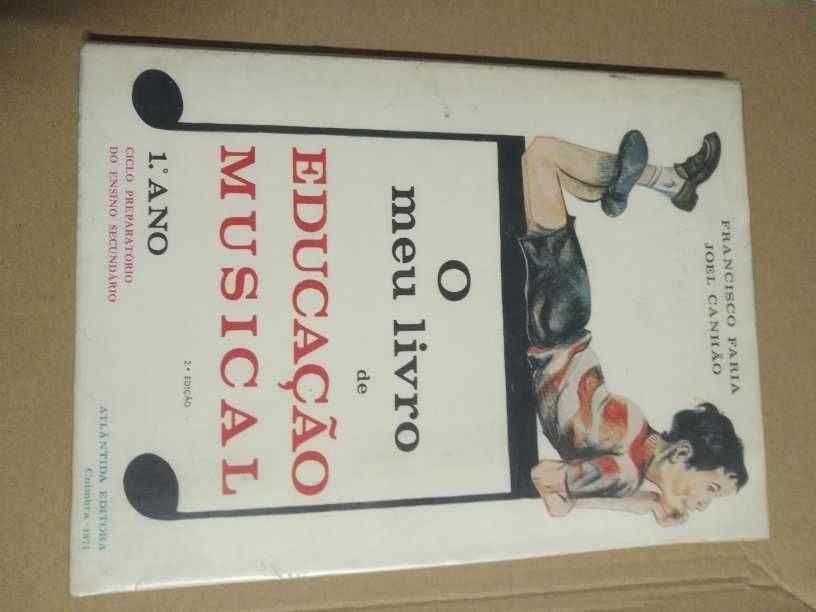 FRANCISCO FARIA
JOEL CANHÃO
O
meu livro
de
EDUCAÇÃO
MUSICAL
2.ª EDIÇÃO
1.º ANO
CICLO PREPARATÓRIO
DO ENSINO SECUNDÁRIO
ATLÂNTIDA EDITORA
Coimbra-1971